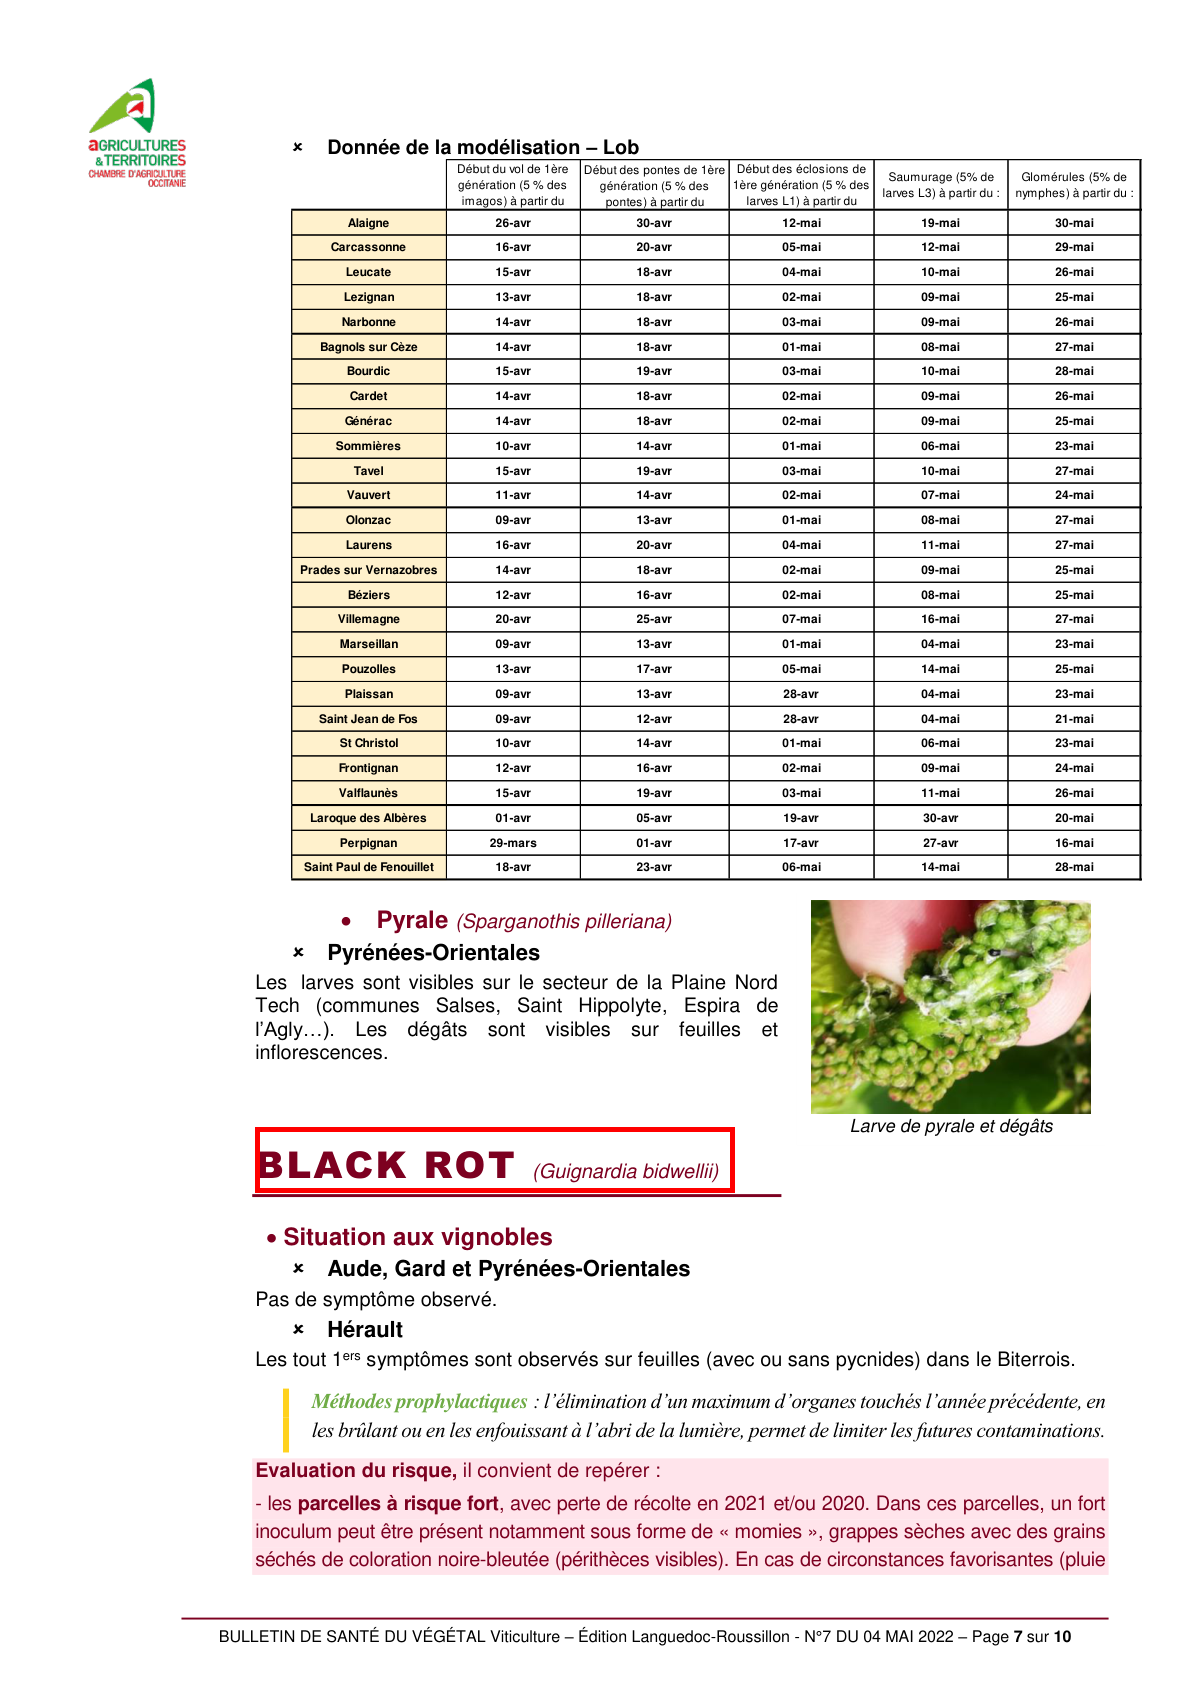 aGRICULTURES
& TERRITOIRES
CHAMBRE D'AGRICULTURE
OCCITANIE
× Donnée de la modélisation – Lob
Début du vol de 1ère génération (5 % des imagos) à partir du Début des pontes de 1ère génération (5 % des pontes) à partir du Début des éclosions de 1ère génération (5 % des larves L1) à partir du Saumurage (5% de larves L3) à partir du : Glomérules (5% de nymphes) à partir du :
Alaigne 26-avr 30-avr 12-mai 19-mai 30-mai
Carcassonne 16-avr 20-avr 05-mai 12-mai 29-mai
Leucate 15-avr 18-avr 04-mai 10-mai 26-mai
Lezignan 13-avr 18-avr 02-mai 09-mai 25-mai
Narbonne 14-avr 18-avr 03-mai 09-mai 26-mai
Bagnols sur Cèze 14-avr 18-avr 01-mai 08-mai 27-mai
Bourdic 15-avr 19-avr 03-mai 10-mai 28-mai
Cardet 14-avr 18-avr 02-mai 09-mai 26-mai
Générac 14-avr 18-avr 02-mai 09-mai 25-mai
Sommières 10-avr 14-avr 01-mai 06-mai 23-mai
Tavel 15-avr 19-avr 03-mai 10-mai 27-mai
Vauvert 11-avr 14-avr 02-mai 07-mai 24-mai
Olonzac 09-avr 13-avr 01-mai 08-mai 27-mai
Laurens 16-avr 20-avr 04-mai 11-mai 27-mai
Prades sur Vernazobres 14-avr 18-avr 02-mai 09-mai 25-mai
Béziers 12-avr 16-avr 02-mai 08-mai 25-mai
Villemagne 20-avr 25-avr 07-mai 16-mai 27-mai
Marseillan 09-avr 13-avr 01-mai 04-mai 23-mai
Pouzolles 13-avr 17-avr 05-mai 14-mai 25-mai
Plaissan 09-avr 13-avr 28-avr 04-mai 23-mai
Saint Jean de Fos 09-avr 12-avr 28-avr 04-mai 21-mai
St Christol 10-avr 14-avr 01-mai 06-mai 23-mai
Frontignan 12-avr 16-avr 02-mai 09-mai 24-mai
Valflaunès 15-avr 19-avr 03-mai 11-mai 26-mai
Laroque des Albères 01-avr 05-avr 19-avr 30-avr 20-mai
Perpignan 29-mars 01-avr 17-avr 27-avr 16-mai
Saint Paul de Fenouillet 18-avr 23-avr 06-mai 14-mai 28-mai
• Pyrale (Sparganothis pilleriana)
× Pyrénées-Orientales
Les larves sont visibles sur le secteur de la Plaine Nord
Tech (communes Salses, Saint Hippolyte, Espira de
l’Agly…). Les dégâts sont visibles sur feuilles et
inflorescences.
Larve de pyrale et dégâts
BLACK ROT (Guignardia bidwellii)
• Situation aux vignobles
× Aude, Gard et Pyrénées-Orientales
Pas de symptôme observé.
× Hérault
Les tout 1ers symptômes sont observés sur feuilles (avec ou sans pycnides) dans le Biterrois.
Méthodes prophylactiques : l’élimination d’un maximum d’organes touchés l’année précédente, en
les brûlant ou en les enfouissant à l’abri de la lumière, permet de limiter les futures contaminations.
Evaluation du risque, il convient de repérer :
- les parcelles à risque fort, avec perte de récolte en 2021 et/ou 2020. Dans ces parcelles, un fort
inoculum peut être présent notamment sous forme de « momies », grappes sèches avec des grains
séchés de coloration noire-bleutée (périthèces visibles). En cas de circonstances favorisantes (pluie
BULLETIN DE SANTÉ DU VÉGÉTAL Viticulture – Édition Languedoc-Roussillon - N°7 DU 04 MAI 2022 – Page 7 sur 10